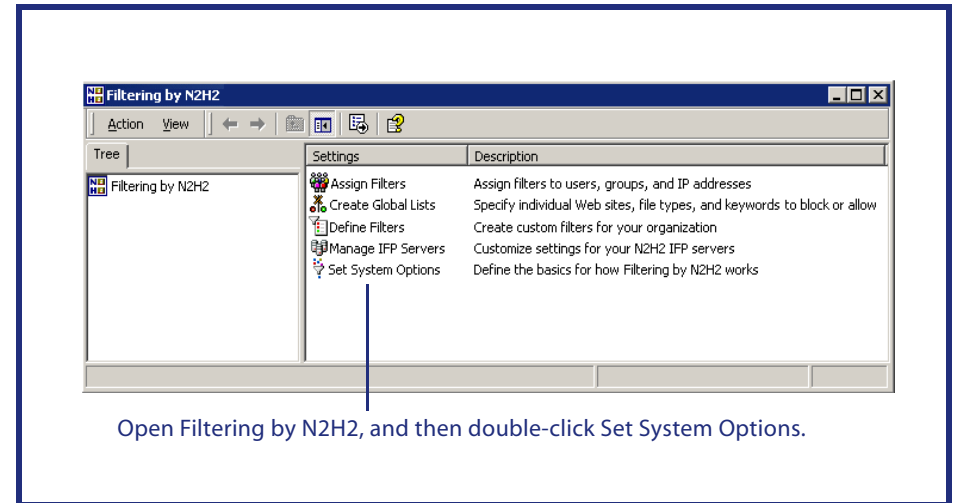 Filtering by N2H2
Action View
Tree
Settings Description
Filtering by N2H2
Assign Filters Assign filters to users, groups, and IP addresses
Create Global Lists Specify individual Web sites, file types, and keywords to block or allow
Define Filters Create custom filters for your organization
Manage IFP Servers Customize settings for your N2H2 IFP servers
Set System Options Define the basics for how Filtering by N2H2 works
Open Filtering by N2H2, and then double-click Set System Options.